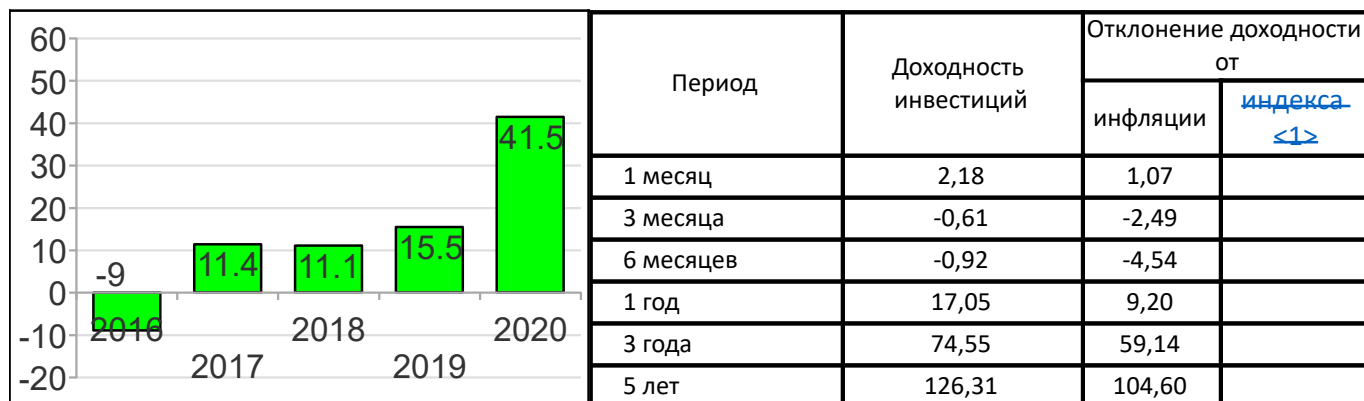 60
50
40
30
20
10
0
-10
-20
-9
11.4
11.1
15.5
41.5
2016
2017
2018
2019
2020
Период
Доходность
инвестиций
Отклонение доходности
от
инфляции
индекса
<1>
1 месяц 2,18 1,07
3 месяца -0,61 -2,49
6 месяцев -0,92 -4,54
1 год 17,05 9,20
3 года 74,55 59,14
5 лет 126,31 104,60